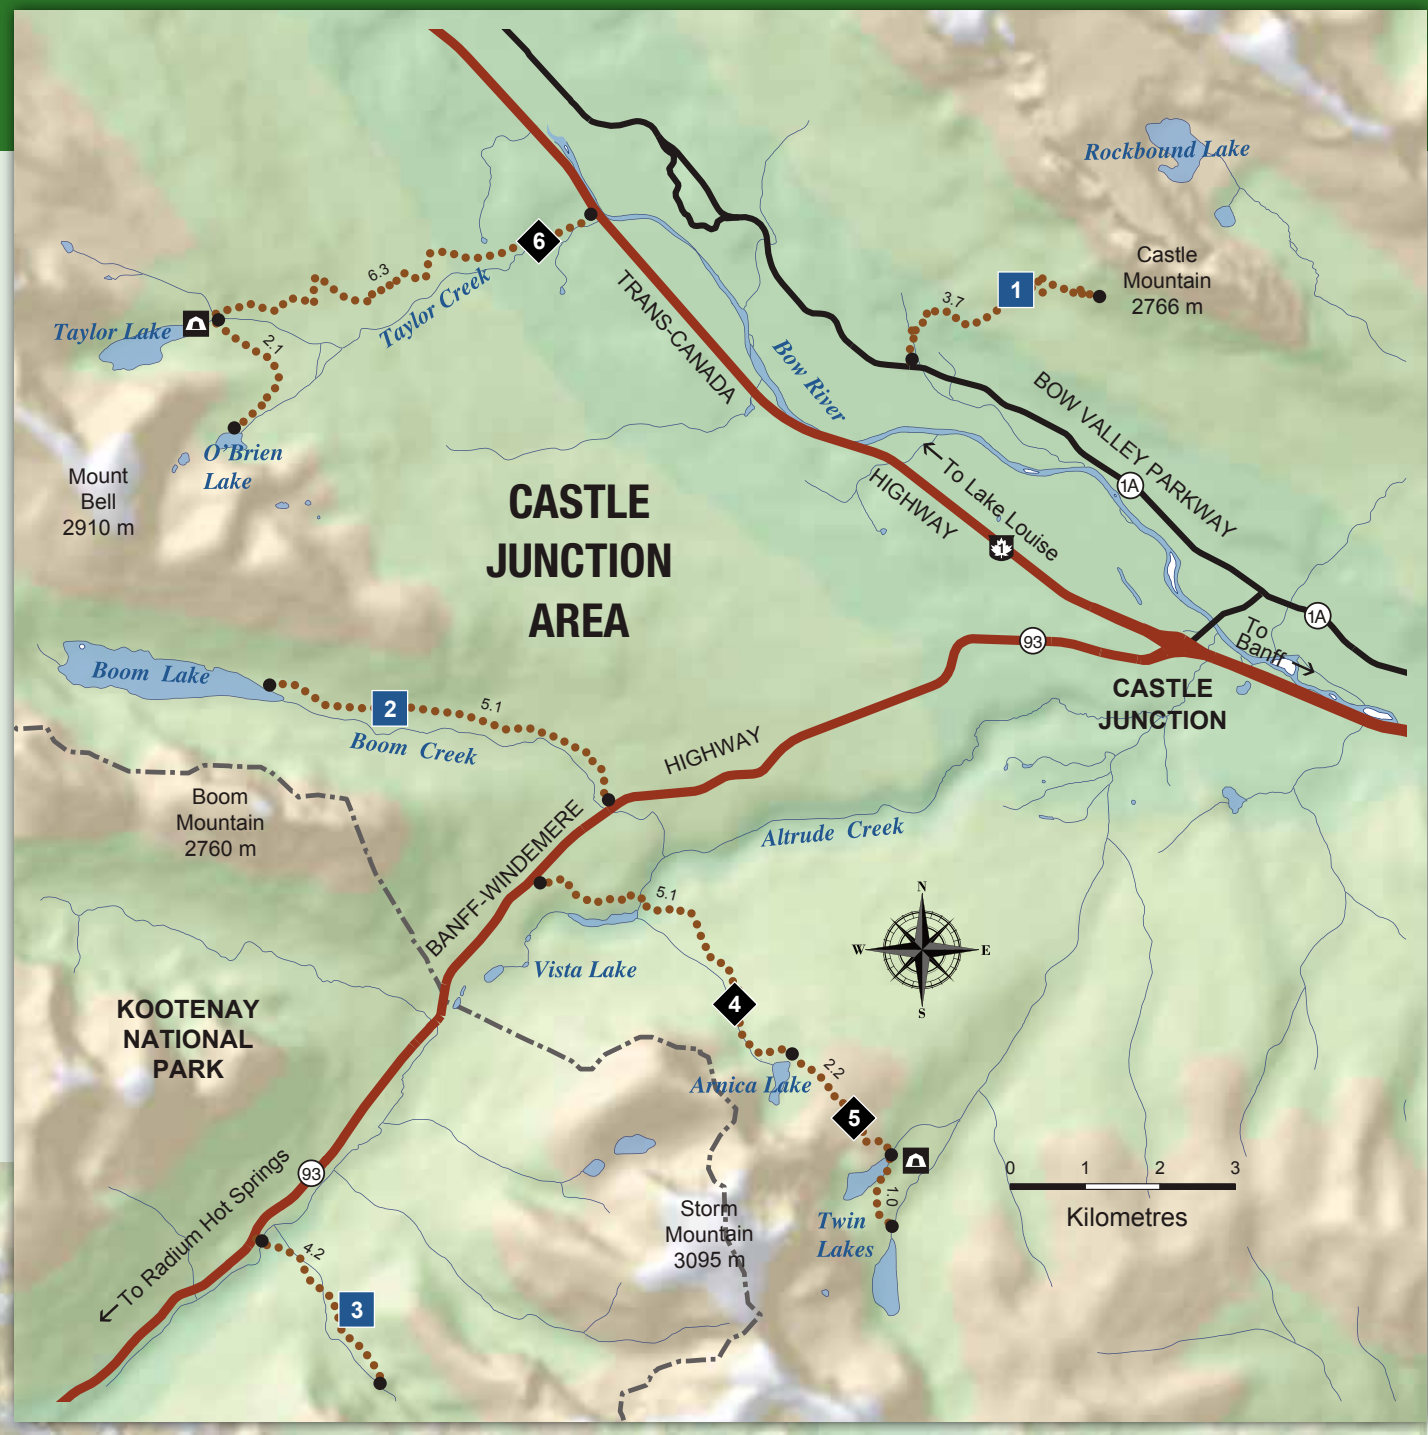 Rockbound Lake
Castle
Mountain
2766 m
1
3.7
6
6.3
Taylor Creek
Taylor Lake
2.1
O'Brien
Lake
Mount
Bell
2910 m
TRANS-CANADA
HIGHWAY
Bow River
BOW VALLEY PARKWAY
1A
← To Lake Louise
1
CASTLE
JUNCTION
AREA
1A
To
Banff →
93
CASTLE
JUNCTION
Boom Lake
2
5.1
Boom Creek
HIGHWAY
Boom
Mountain
2760 m
BANFF-WINDEMERE
Altrude Creek
5.1
Vista Lake
4
N
W
E
S
KOOTENAY
NATIONAL
PARK
Arnica Lake
2.2
5
1.0
Twin
Lakes
0 1 2 3
Kilometres
Storm
Mountain
3095 m
93
← To Radium Hot Springs
4.2
3